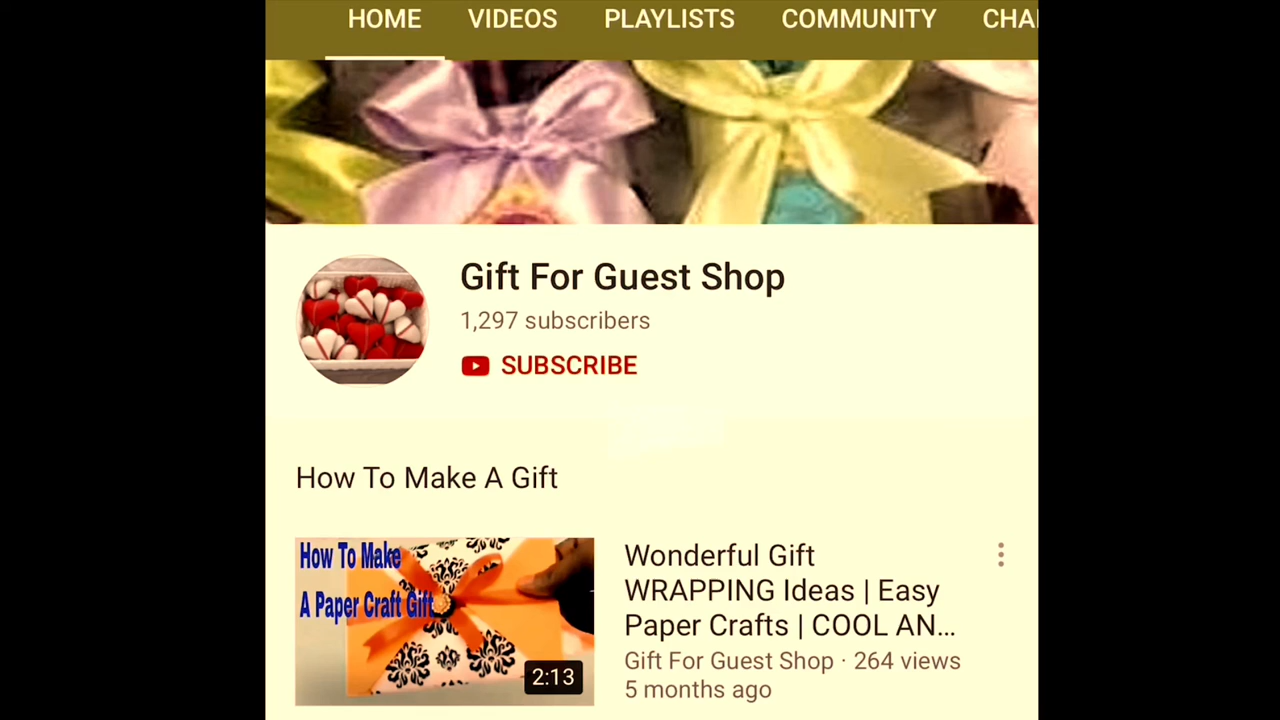 HOME VIDEOS PLAYLISTS COMMUNITY CHA
Gift For Guest Shop
1,297 subscribers
SUBSCRIBE
How To Make A Gift
How To Make
A Paper Craft Gift
2:13
Wonderful Gift
WRAPPING Ideas | Easy
Paper Crafts | COOL AN...
Gift For Guest Shop · 264 views
5 months ago